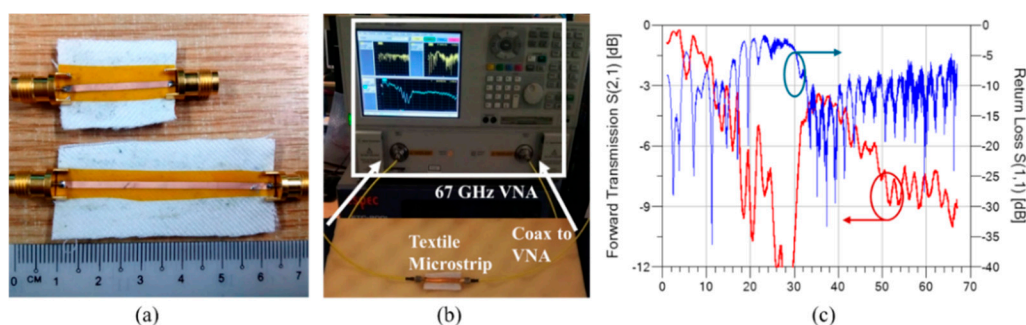 0 CM 1 2 3 4 5 6 7
(a)
67 GHz VNA
Textile
Microstrip
Coax to
VNA
(b)
Forward Transmission S(2,1) [dB]
0
-3
-6
-9
-12
Return Loss S(1,1) [dB]
0
-5
-10
-15
-20
-25
-30
-35
-40
0 10 20 30 40 50 60 70
(c)